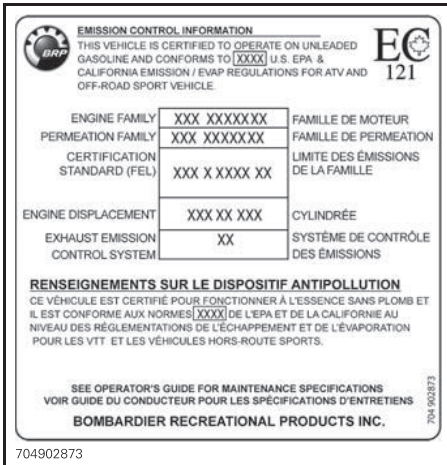 EMISSION CONTROL INFORMATION
THIS VEHICLE IS CERTIFIED TO OPERATE ON UNLEADED
GASOLINE AND CONFORMS TO XXXX U.S. EPA &
CALIFORNIA EMISSION / EVAP REGULATIONS FOR ATV AND
OFF-ROAD SPORT VEHICLE.
BRP
EC
121
ENGINE FAMILY XXX XXXXXXX FAMILLE DE MOTEUR
PERMEATION FAMILY XXX XXXXXXX FAMILLE DE PERMEATION
CERTIFICATION LIMITE DES ÉMISSIONS
STANDARD (FEL) XXX X XXXX XX DE LA FAMILLE
ENGINE DISPLACEMENT XXX XX XXX CYLINDRÉE
EXHAUST EMISSION XX SYSTÈME DE CONTRÔLE
CONTROL SYSTEM DES ÉMISSIONS
RENSEIGNEMENTS SUR LE DISPOSITIF ANTIPOLLUTION
CE VÉHICULE EST CERTIFIÉ POUR FONCTIONNER À L'ESSENCE SANS PLOMB ET
IL EST CONFORME AUX NORMES XXXX DE L'EPA ET DE LA CALIFORNIE AU
NIVEAU DES RÉGLEMENTATIONS DE L'ÉCHAPPEMENT ET DE L'ÉVAPORATION
POUR LES VTT ET LES VÉHICULES HORS-ROUTE SPORTS.
SEE OPERATOR'S GUIDE FOR MAINTENANCE SPECIFICATIONS
VOIR GUIDE DU CONDUCTEUR POUR LES SPÉCIFICATIONS D'ENTRETIENS
BOMBARDIER RECREATIONAL PRODUCTS INC.
704 902873
704902873